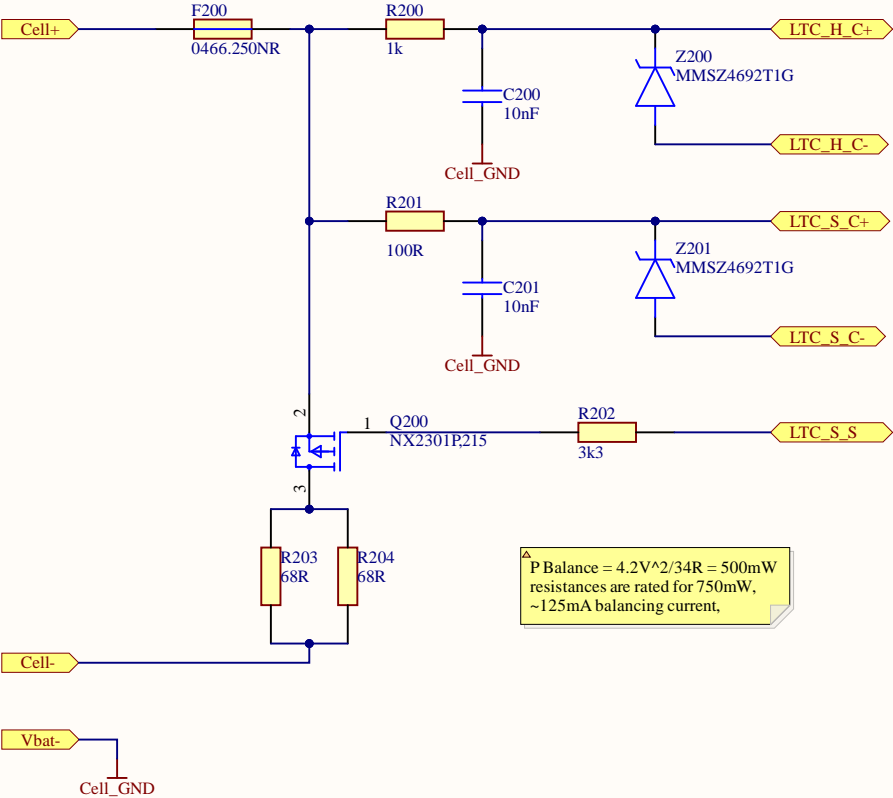 Cell+
F200
0466.250NR
R200
1k
LTC_H_C+
Z200
MMSZ4692T1G
C200
10nF
LTC_H_C-
Cell_GND
R201
100R
LTC_S_C+
Z201
MMSZ4692T1G
C201
10nF
LTC_S_C-
Cell_GND
2
1
Q200
NX2301P,215
R202
3k3
LTC_S_S
3
R203
68R
R204
68R
P Balance = 4.2V^2/34R = 500mW
resistances are rated for 750mW,
~125mA balancing current,
Cell-
Vbat-
Cell_GND